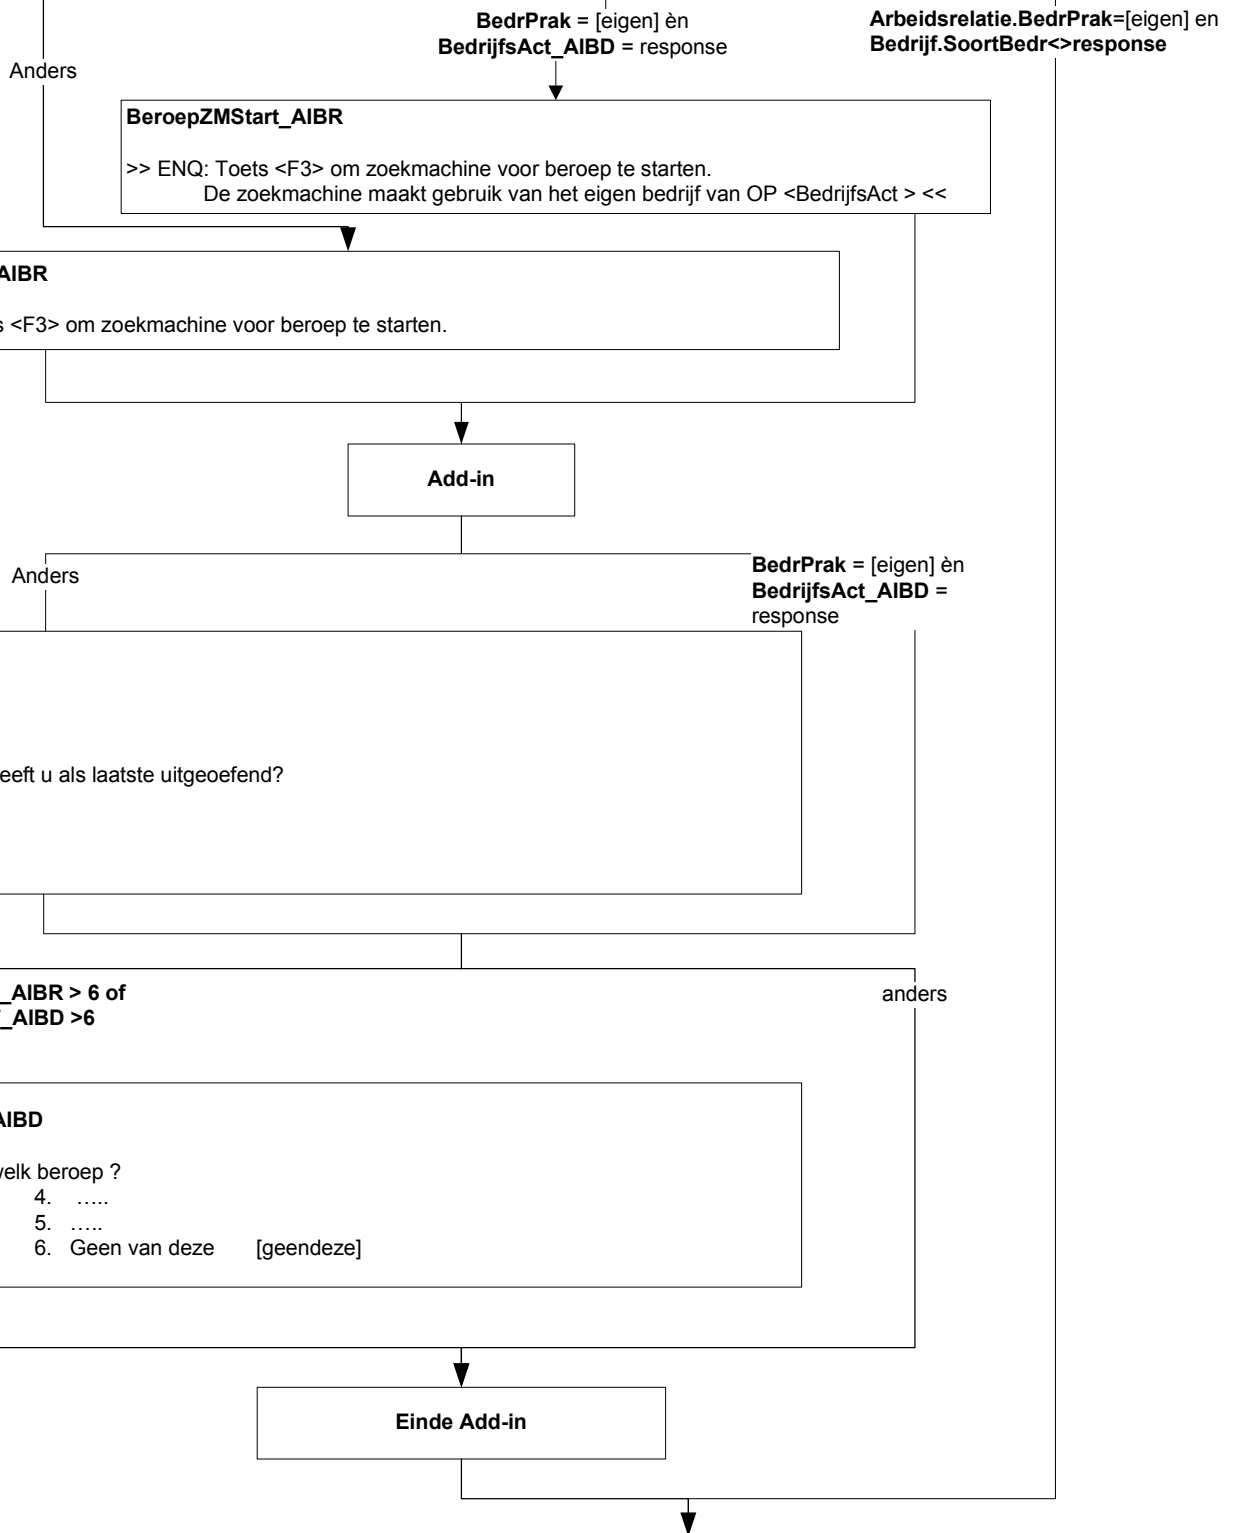 BedrPrak = [eigen] èn
BedrijfsAct_AIBD = response
Arbeidsrelatie.BedrPrak=[eigen] en
Bedrijf.SoortBedr<>response
Anders
BeroepZMStart_AIBR
>> ENQ: Toets <F3> om zoekmachine voor beroep te starten.
De zoekmachine maakt gebruik van het eigen bedrijf van OP <BedrijfsAct > <<
AIBR
s <F3> om zoekmachine voor beroep te starten.
Add-in
Anders
BedrPrak = [eigen] èn
BedrijfsAct_AIBD =
response
eeft u als laatste uitgeoefend?
_AIBR > 6 of
_AIBD >6
anders
AIBD
welk beroep ?
4. …..
5. …..
6. Geen van deze [geendeze]
Einde Add-in